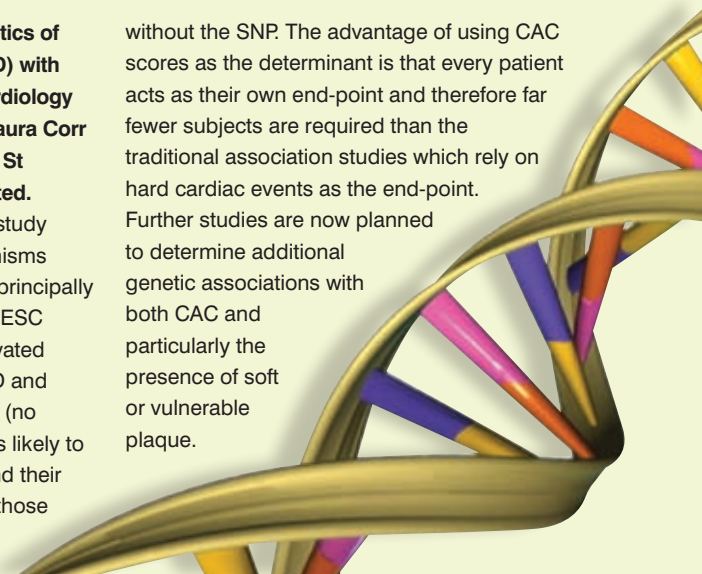 tics of
D) with
rdiology
aura Corr
St
ted.
study
nisms
principally
ESC
vated
D and
(no
s likely to
nd their
those
without the SNP. The advantage of using CAC
scores as the determinant is that every patient
acts as their own end-point and therefore far
fewer subjects are required than the
traditional association studies which rely on
hard cardiac events as the end-point.
Further studies are now planned
to determine additional
genetic associations with
both CAC and
particularly the
presence of soft
or vulnerable
plaque.